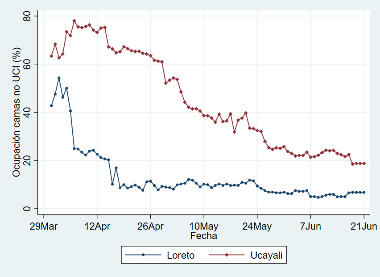 Ocupación camas no UCI (%)
80
60
40
20
0
29Mar 12Apr 26Apr 10May 24May 7Jun 21Jun
Fecha
Loreto Ucayali